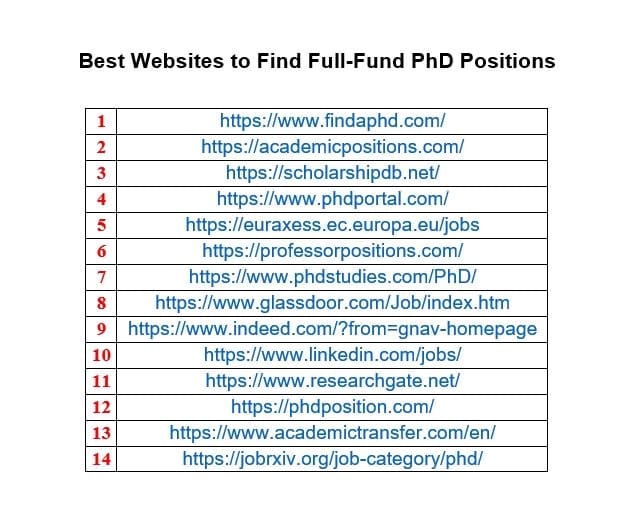 Best Websites to Find Full-Fund PhD Positions
1 https://www.findaphd.com/
2 https://academicpositions.com/
3 https://scholarshipdb.net/
4 https://www.phdportal.com/
5 https://euraxess.ec.europa.eu/jobs
6 https://professorpositions.com/
7 https://www.phdstudies.com/PhD/
8 https://www.glassdoor.com/Job/index.htm
9 https://www.indeed.com/?from=gnav-homepage
10 https://www.linkedin.com/jobs/
11 https://www.researchgate.net/
12 https://phdposition.com/
13 https://www.academictransfer.com/en/
14 https://jobrxiv.org/job-category/phd/